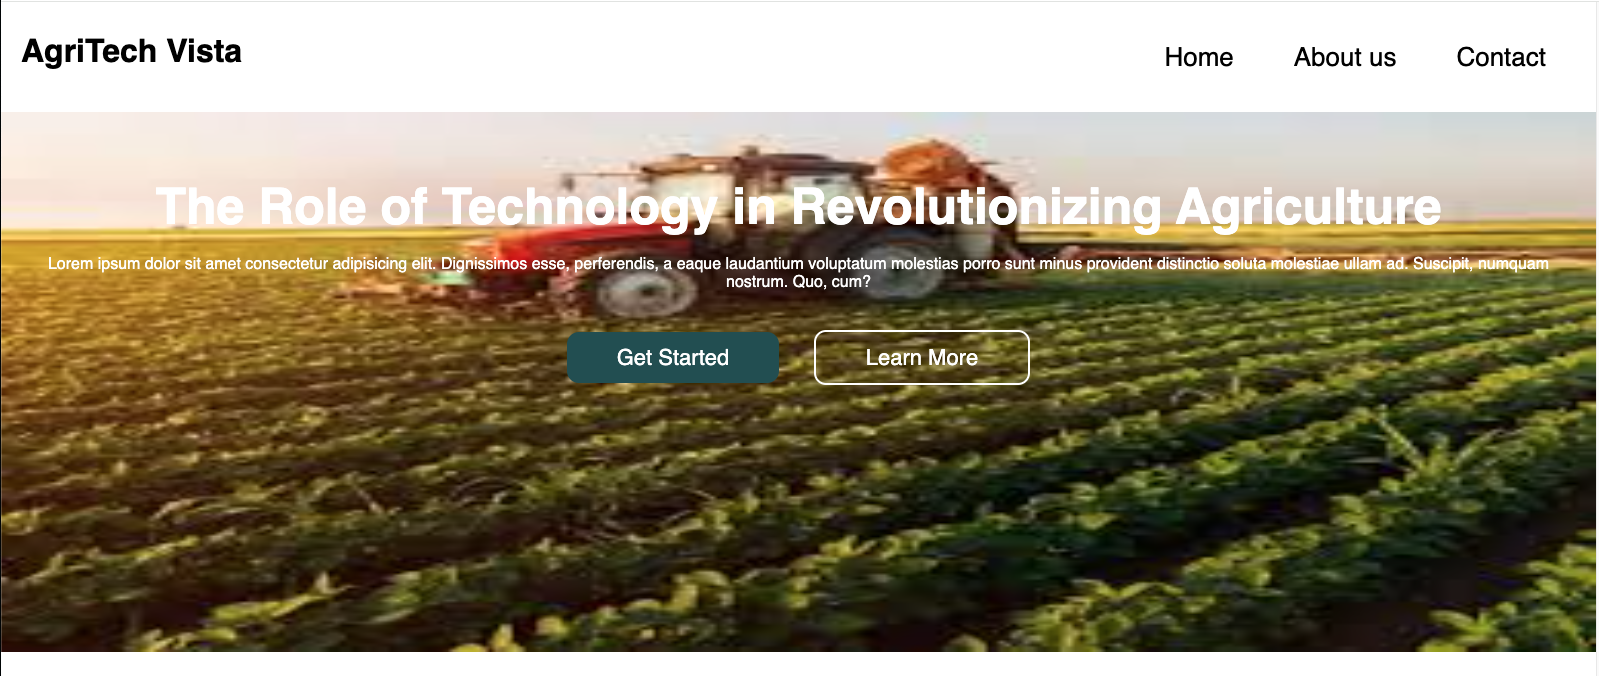 AgriTech Vista
Home About us Contact
The Role of Technology in Revolutionizing Agriculture
Lorem ipsum dolor sit amet consectetur adipisicing elit. Dignissimos esse, perferendis, a eaque laudantium voluptatum molestias porro sunt minus provident distinctio soluta molestiae ullam ad. Suscipit, numquam
nostrum. Quo, cum?
Get Started Learn More